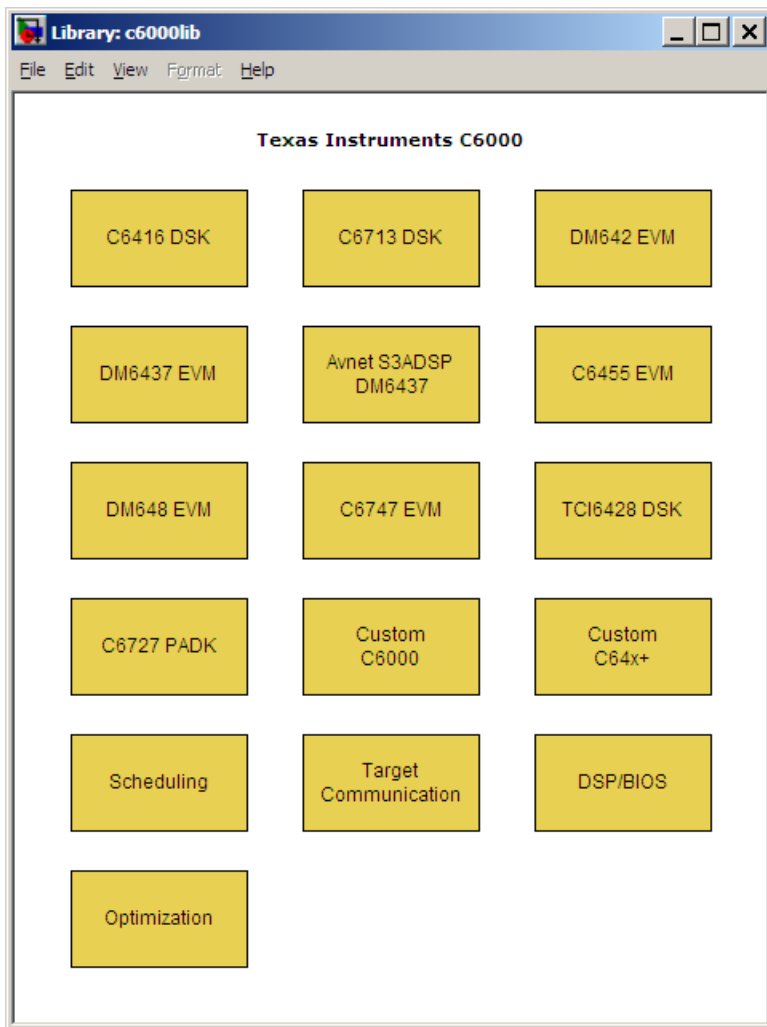 Library: c6000lib
File Edit View Format Help
Texas Instruments C6000
C6416 DSK
C6713 DSK
DM642 EVM
DM6437 EVM
Avnet S3ADSP
DM6437
C6455 EVM
DM648 EVM
C6747 EVM
TCI6428 DSK
C6727 PADK
Custom
C6000
Custom
C64x+
Scheduling
Target
Communication
DSP/BIOS
Optimization